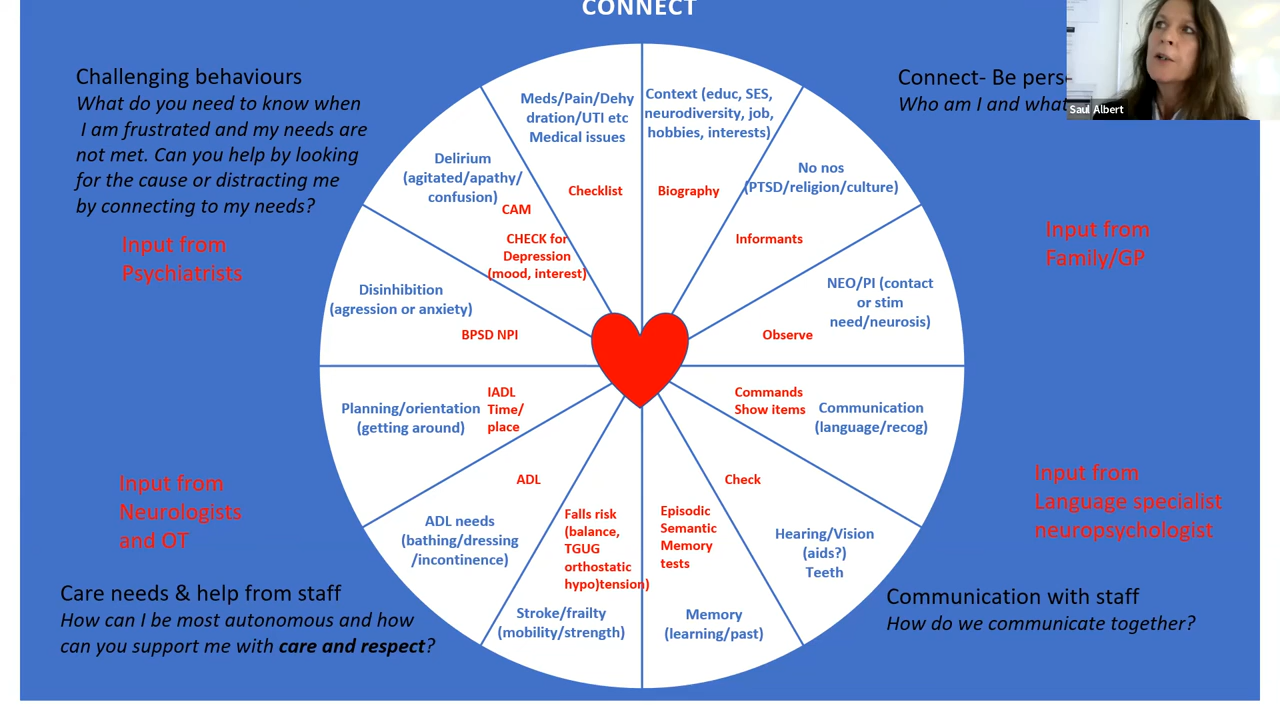 CONNECT
Challenging behaviours
What do you need to know when
I am frustrated and my needs are
not met. Can you help by looking
for the cause or distracting me
by connecting to my needs?
Input from
Psychiatrists
Connect- Be pers-
Who am I and what
Saul Albert
Input from
Family/GP
Meds/Pain/Dehy
dration/UTI etc
Medical issues
Checklist
Context (educ, SES,
neurodiversity, job,
hobbies, interests)
Biography
Delirium
(agitated/apathy/
confusion)
CAM
CHECK for
Depression
(mood, interest)
No nos
(PTSD/religion/culture)
Informants
Disinhibition
(agression or anxiety)
BPSD NPI
NEO/PI (contact
or stim
need/neurosis)
Observe
Planning/orientation
(getting around)
IADL
Time/
place
Commands
Show items
Communication
(language/recog)
ADL
ADL needs
(bathing/dressing
/incontinence)
Check
Hearing/Vision
(aids?)
Teeth
Falls risk
(balance,
TGUG
orthostatic
hypo)tension)
Stroke/frailty
(mobility/strength)
Episodic
Semantic
Memory
tests
Memory
(learning/past)
Input from
Neurologists
and OT
Care needs & help from staff
How can I be most autonomous and how
can you support me with care and respect?
Input from
Language specialist
neuropsychologist
Communication with staff
How do we communicate together?